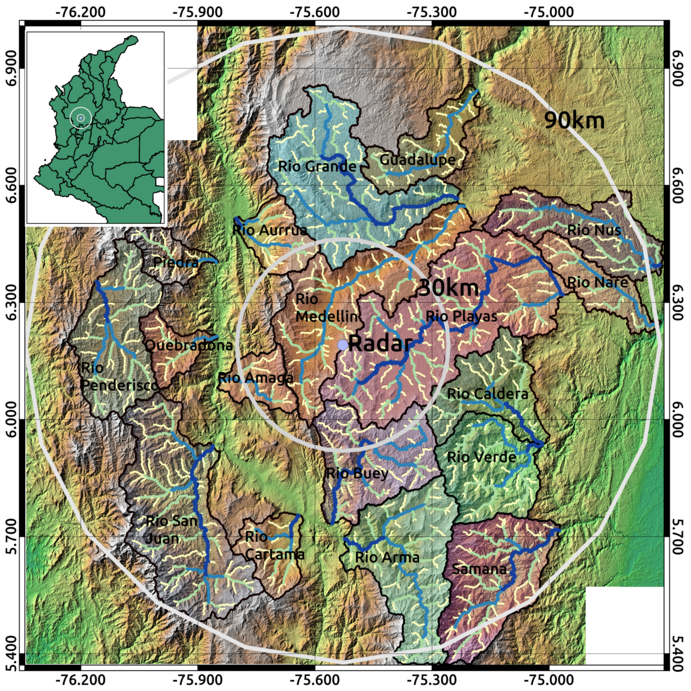 -76.200 -75.900 -75.600 -75.300 -75.000
6.900 6.900
90km
Guadalupe
Rio Grande
6.600 6.600
Rio Aurrua
Rio Nus
Piedra
Rio Nare
30km
6.300 6.300
Rio
Medellin
Rio Playas
Radar
Quebradona
Rio
Penderisco
Rio Amaga
Rio Caldera
6.000 6.000
Rio Verde
Rio Buey
Rio San
Juan
5.700 5.700
Rio
Cartama
Rio Arma
Samana
5.400 5.400
-76.200 -75.900 -75.600 -75.300 -75.000